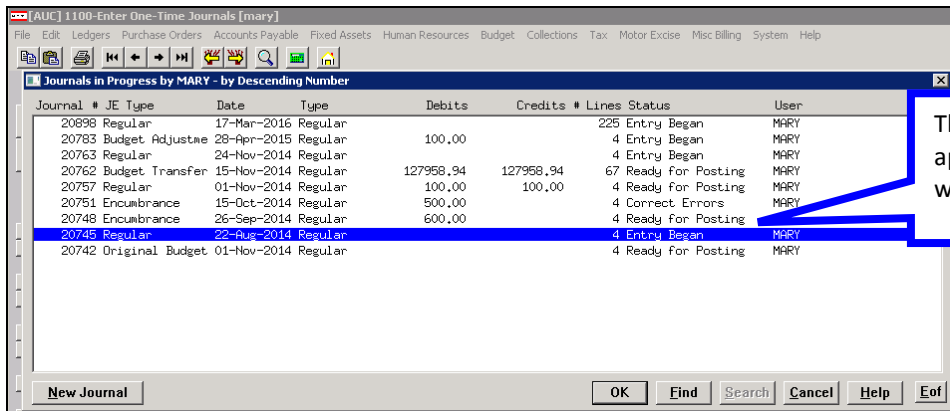 [AUC] 1100-Enter One-Time Journals [mary]
File Edit Ledgers Purchase Orders Accounts Payable Fixed Assets Human Resources Budget Collections Tax Motor Excise Misc Billing System Help
Journals in Progress by MARY - by Descending Number
Journal # JE Type Date Type Debits Credits # Lines Status User
20898 Regular 17-Mar-2016 Regular 225 Entry Began MARY
20783 Budget Adjustme 28-Apr-2015 Regular 100.00 4 Entry Began MARY
20763 Regular 24-Nov-2014 Regular 4 Entry Began MARY
20762 Budget Transfer 15-Nov-2014 Regular 127958.94 127958.94 67 Ready for Posting MARY
20757 Regular 01-Nov-2014 Regular 100.00 100.00 4 Ready for Posting MARY
20751 Encumbrance 15-Oct-2014 Regular 500.00 4 Correct Errors MARY
20748 Encumbrance 26-Sep-2014 Regular 600.00 4 Ready for Posting
20745 Regular 22-Aug-2014 Regular 4 Entry Began MARY
20742 Original Budget 01-Nov-2014 Regular 4 Ready for Posting MARY
Th
ap
w
New Journal OK Find Search Cancel Help Eof